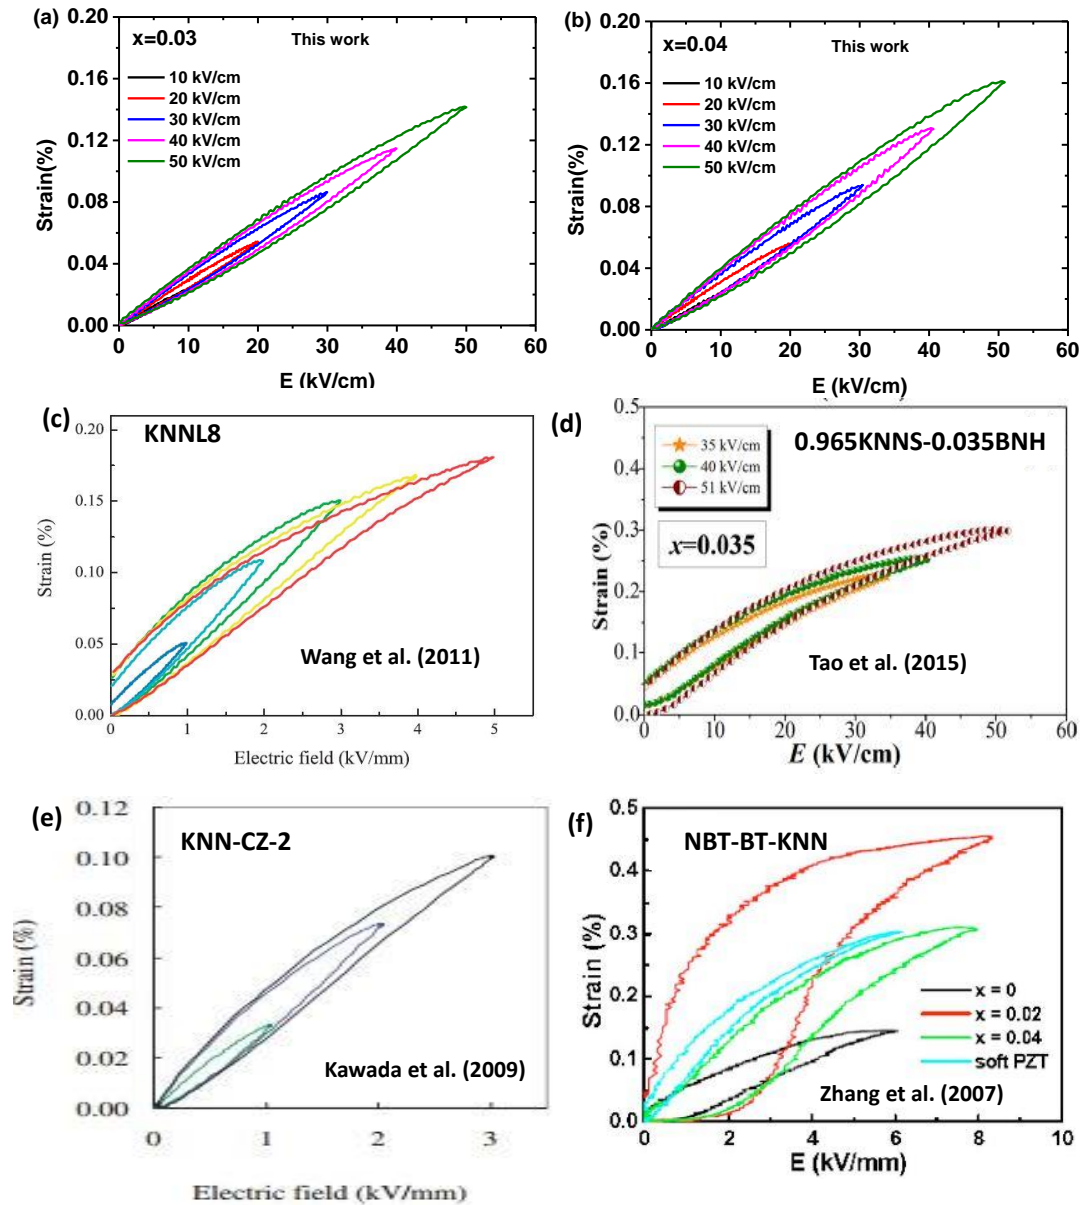 (a)
x=0.03
This work
10 kV/cm
20 kV/cm
30 kV/cm
40 kV/cm
50 kV/cm
Strain(%)
0.20
0.16
0.12
0.08
0.04
0.00
0 10 20 30 40 50 60
E (kV/cm)
(b)
x=0.04
This work
10 kV/cm
20 kV/cm
30 kV/cm
40 kV/cm
50 kV/cm
Strain(%)
0.20
0.16
0.12
0.08
0.04
0.00
0 10 20 30 40 50 60
E (kV/cm)
(c)
KNNL8
Wang et al. (2011)
Strain (%)
0.20
0.15
0.10
0.05
0.00
1 2 3 4 5
Electric field (kV/mm)
(d)
0.965KNNS-0.035BNH
35 kV/cm
40 kV/cm
51 kV/cm
x=0.035
Tao et al. (2015)
Strain (%)
0.5
0.4
0.3
0.2
0.1
0.0
0 10 20 30 40 50 60
E (kV/cm)
(e)
KNN-CZ-2
Kawada et al. (2009)
Strain (%)
0.12
0.10
0.08
0.06
0.04
0.02
0.00
0 1 2 3
Electric field (kV/mm)
(f)
NBT-BT-KNN
x = 0
x = 0.02
x = 0.04
soft PZT
Zhang et al. (2007)
Strain (%)
0.5
0.4
0.3
0.2
0.1
0.0
0 2 4 6 8 10
E (kV/mm)